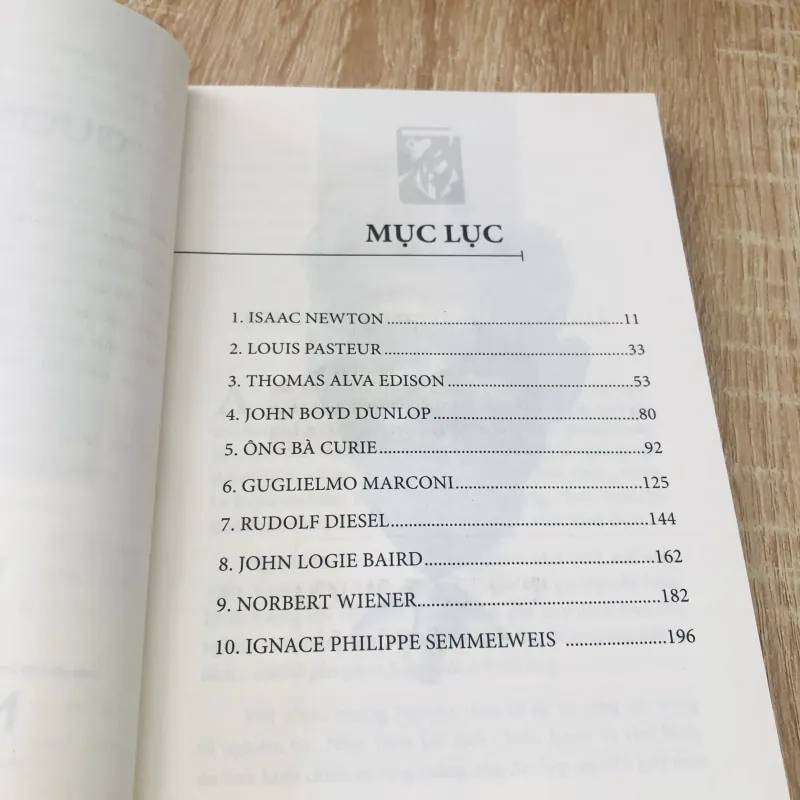 MỤC LỤC
1. ISAAC NEWTON...11
2. LOUIS PASTEUR...33
3. THOMAS ALVA EDISON...53
4. JOHN BOYD DUNLOP...80
5. ÔNG BÀ CURIE...92
6. GUGLIELMO MARCONI...125
7. RUDOLF DIESEL...144
8. JOHN LOGIE BAIRD...162
9. NORBERT WIENER...182
10. IGNACE PHILIPPE SEMMELWEIS ...196